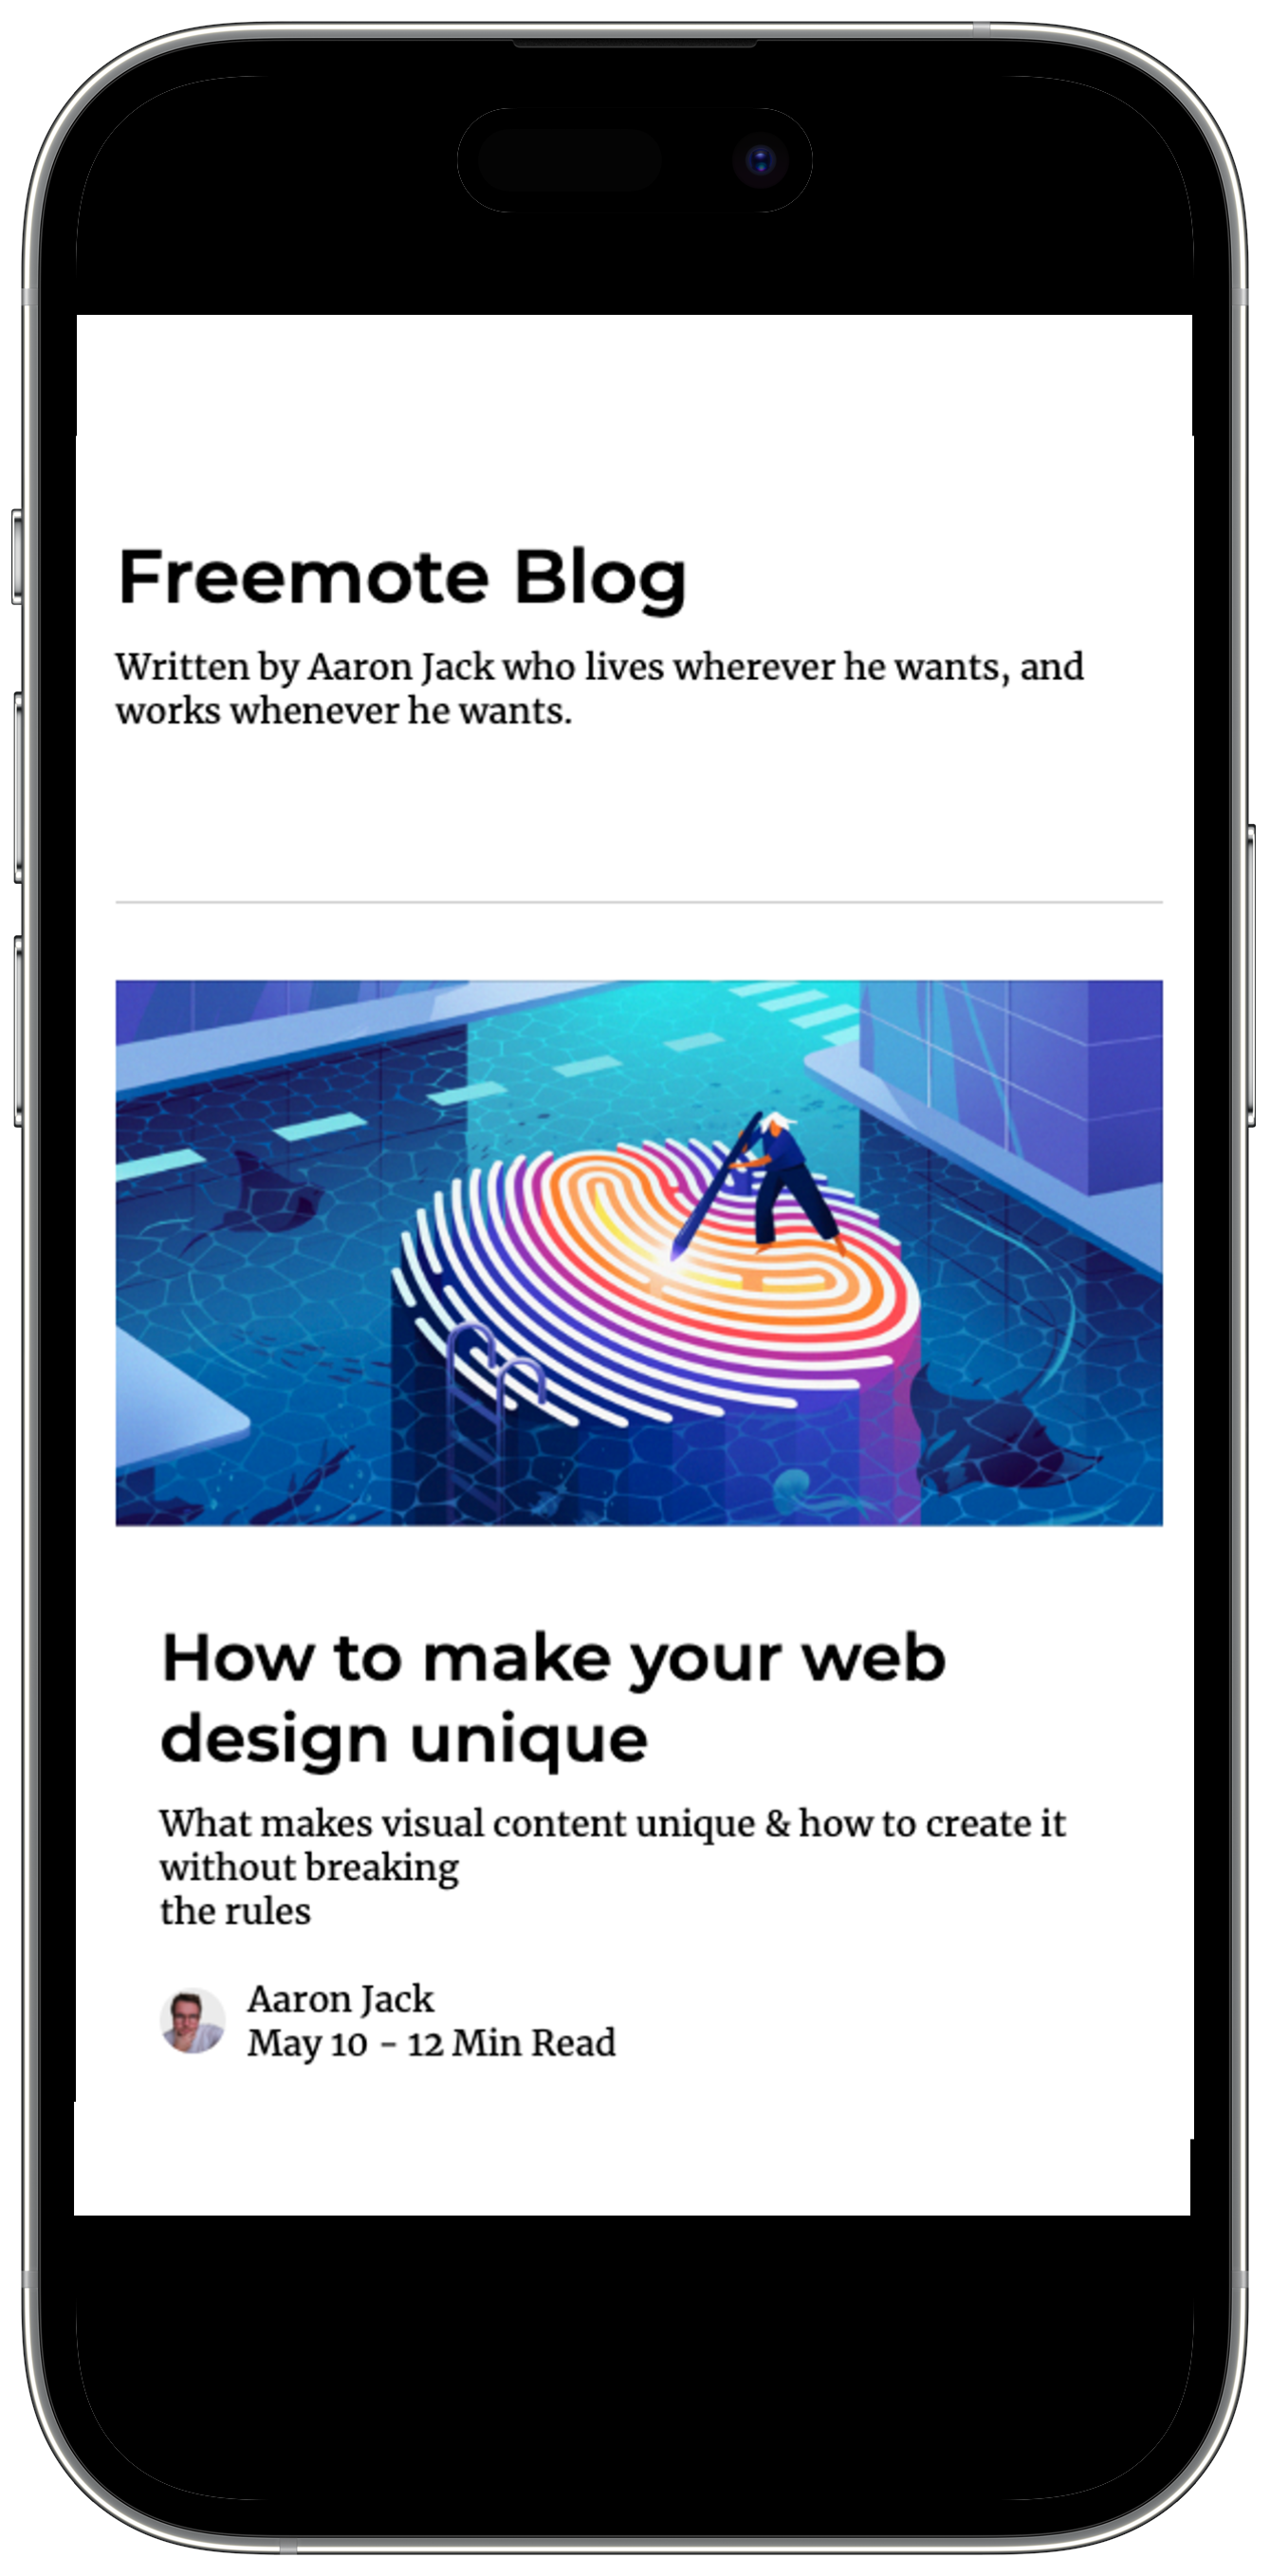 Freemote Blog
Written by Aaron Jack who lives wherever he wants, and
works whenever he wants.
How to make your web
design unique
What makes visual content unique & how to create it
without breaking
the rules
Aaron Jack
May 10 - 12 Min Read